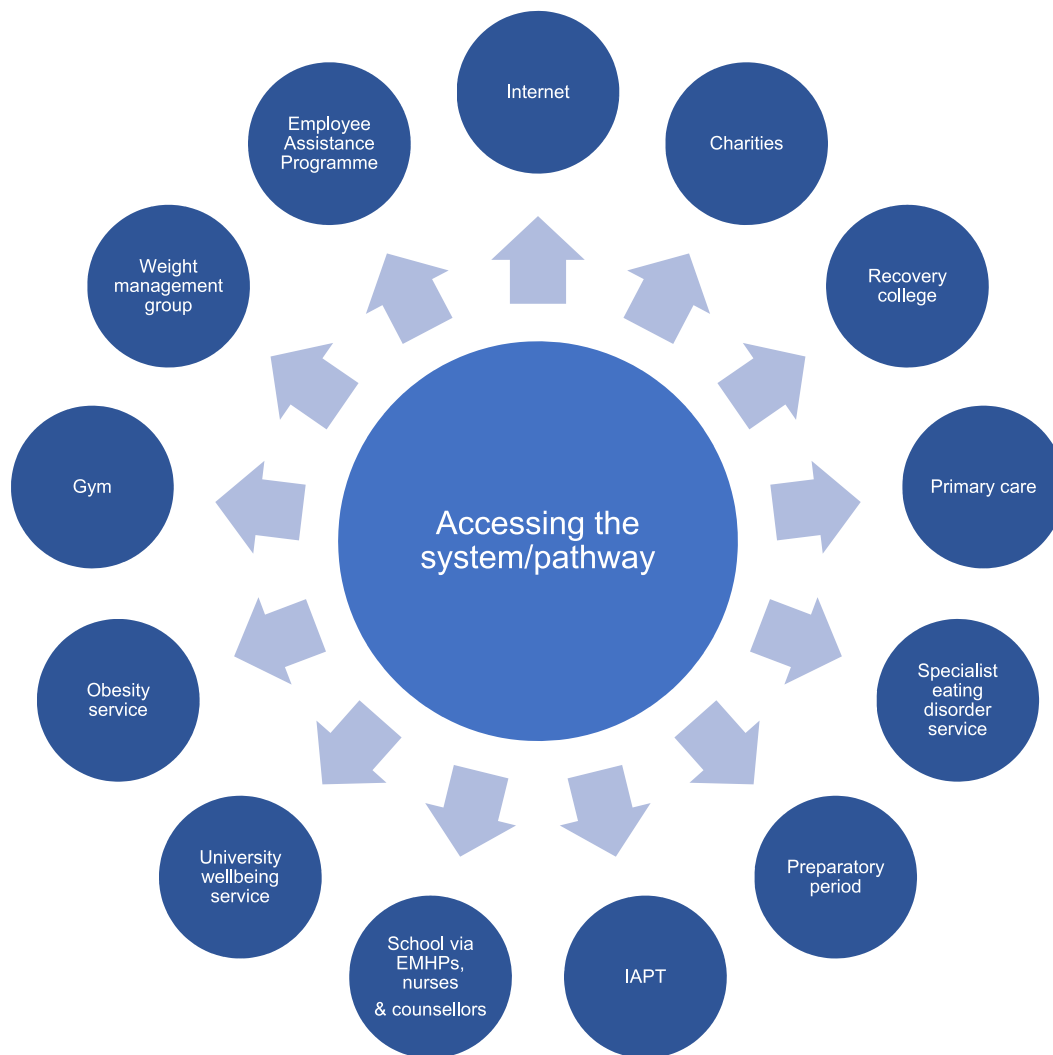 Internet
Charities
Recovery
college
Primary care
Specialist
eating
disorder
service
Preparatory
period
IAPT
School via
EMHPs,
nurses
& counsellors
University
wellbeing
service
Obesity
service
Gym
Weight
management
group
Employee
Assistance
Programme
Accessing the
system/pathway